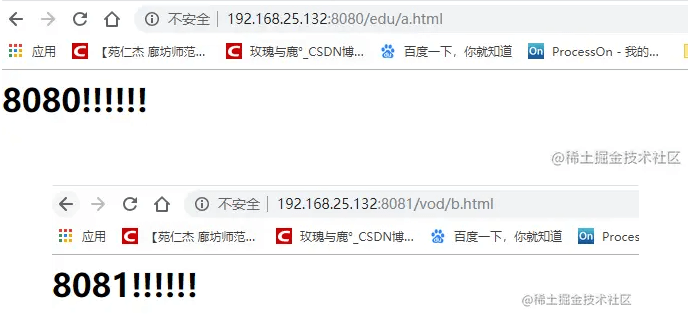 不安全 | 192.168.25.132:8080/edu/a.html
应用 【苑仁杰 廊坊师范... 玫瑰与鹿°_CSDN博... 百度一下，你就知道 ProcessOn - 我的...
8080!!!!!!
@稀土掘金技术社区
不安全 | 192.168.25.132:8081/vod/b.html
应用 【苑仁杰 廊坊师范... 玫瑰与鹿°_CSDN博... 百度一下，你就知道 On Proces
8081!!!!!!
@稀土掘金技术社区